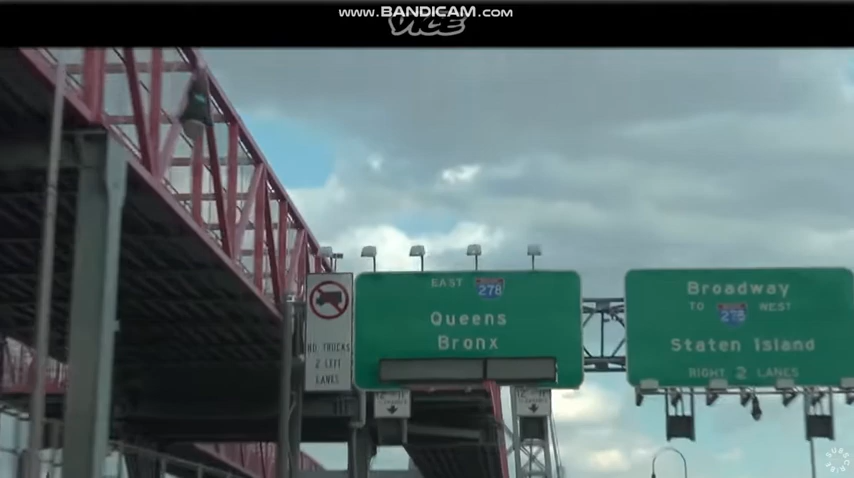 www.BANDICAM.com
VICE
EAST 278
Queens
Bronx
NO TRUCKS
2 LEFT
LANES
Broadway
TO 278 WEST
Staten Island
RIGHT 2 LANES
SUBSCRIBE